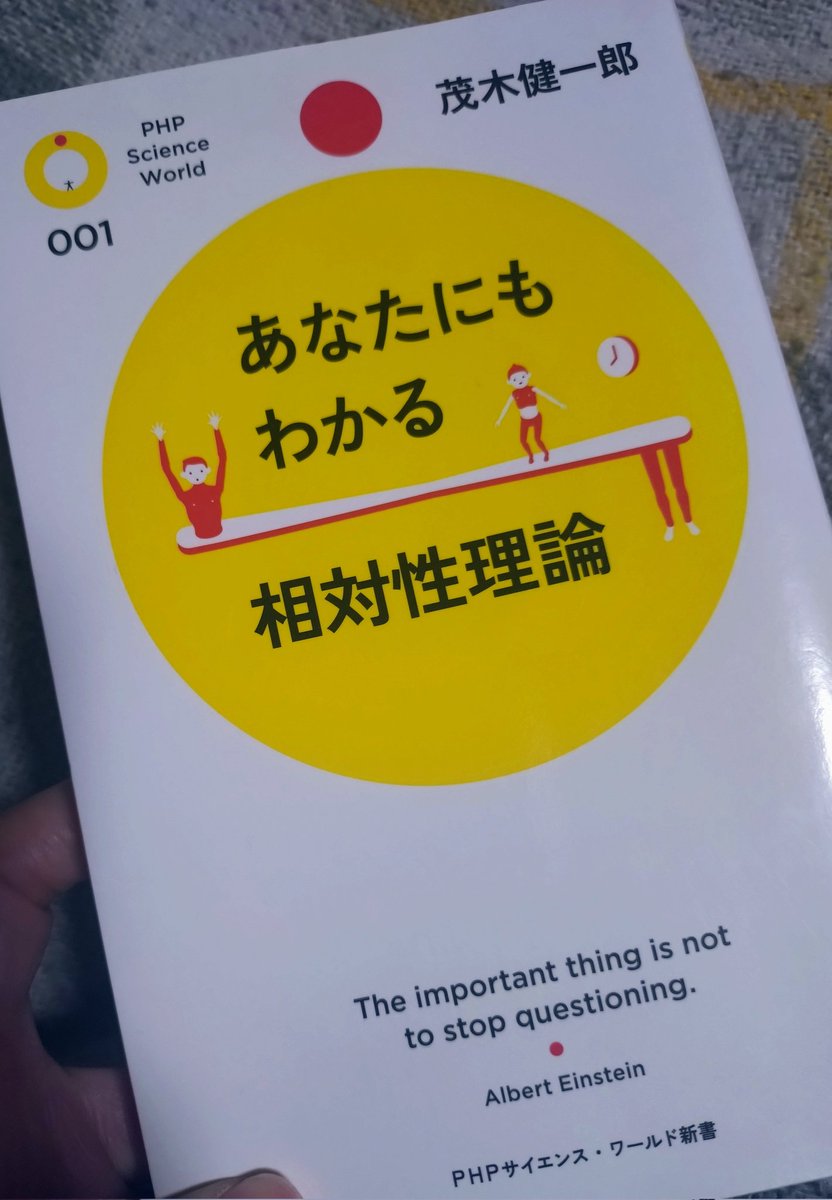 茂木健一郎
PHP
Science
World
001
あなたにも
わかる
相対性理論
The important thing is not
to stop questioning.
Albert Einstein
PHPサイエンス・ワールド新書